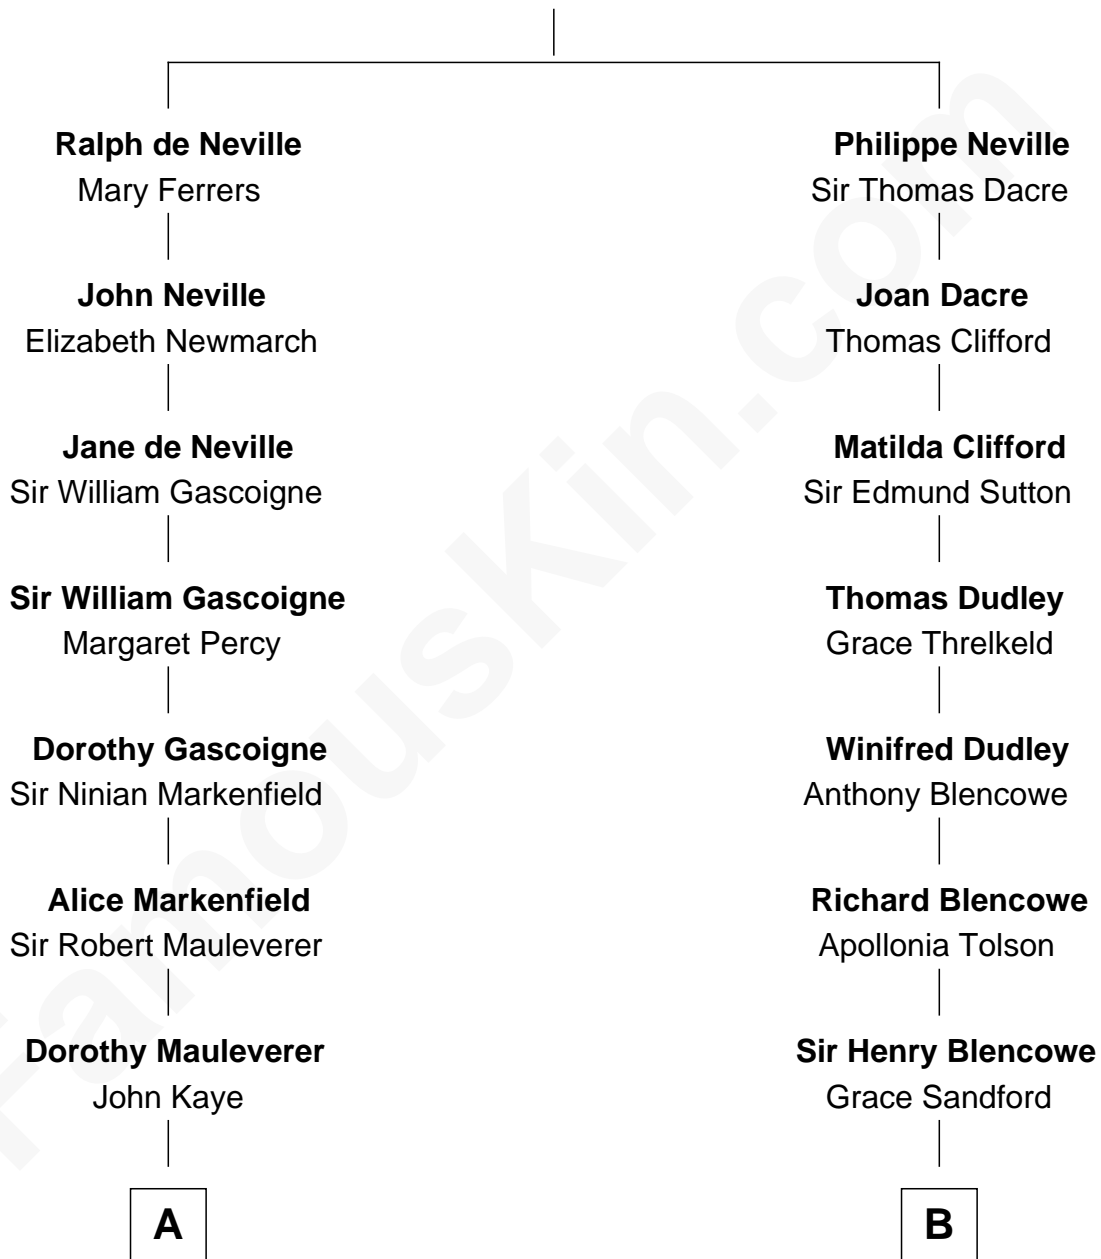 Ralph de Neville
Mary Ferrers
John Neville
Elizabeth Newmarch
Jane de Neville
Sir William Gascoigne
Sir William Gascoigne
Margaret Percy
Dorothy Gascoigne
Sir Ninian Markenfield
Alice Markenfield
Sir Robert Mauleverer
Dorothy Mauleverer
John Kaye
A
Philippe Neville
Sir Thomas Dacre
Joan Dacre
Thomas Clifford
Matilda Clifford
Sir Edmund Sutton
Thomas Dudley
Grace Threlkeld
Winifred Dudley
Anthony Blencowe
Richard Blencowe
Apollonia Tolson
Sir Henry Blencowe
Grace Sandford
B
FamousKin.com